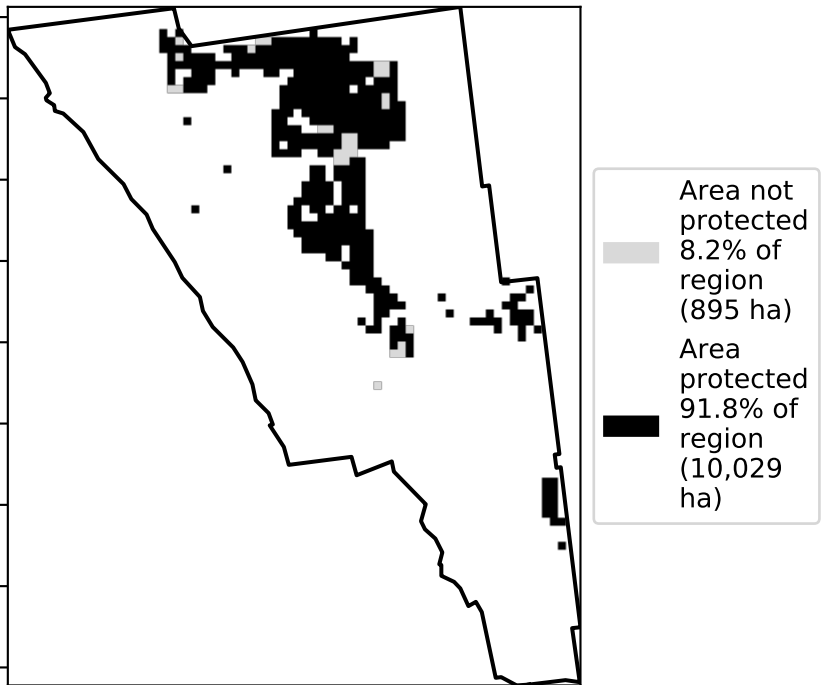 Area not
protected
8.2% of
region
(895 ha)
Area
protected
91.8% of
region
(10,029
ha)